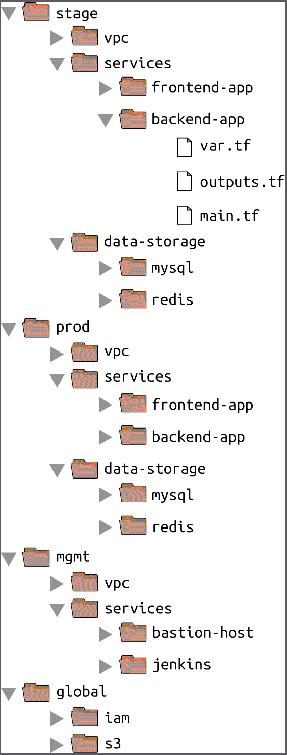 stage
vpc
services
frontend-app
backend-app
var.tf
outputs.tf
main.tf
data-storage
mysql
redis
prod
vpc
services
frontend-app
backend-app
data-storage
mysql
redis
mgmt
vpc
services
bastion-host
jenkins
global
iam
s3